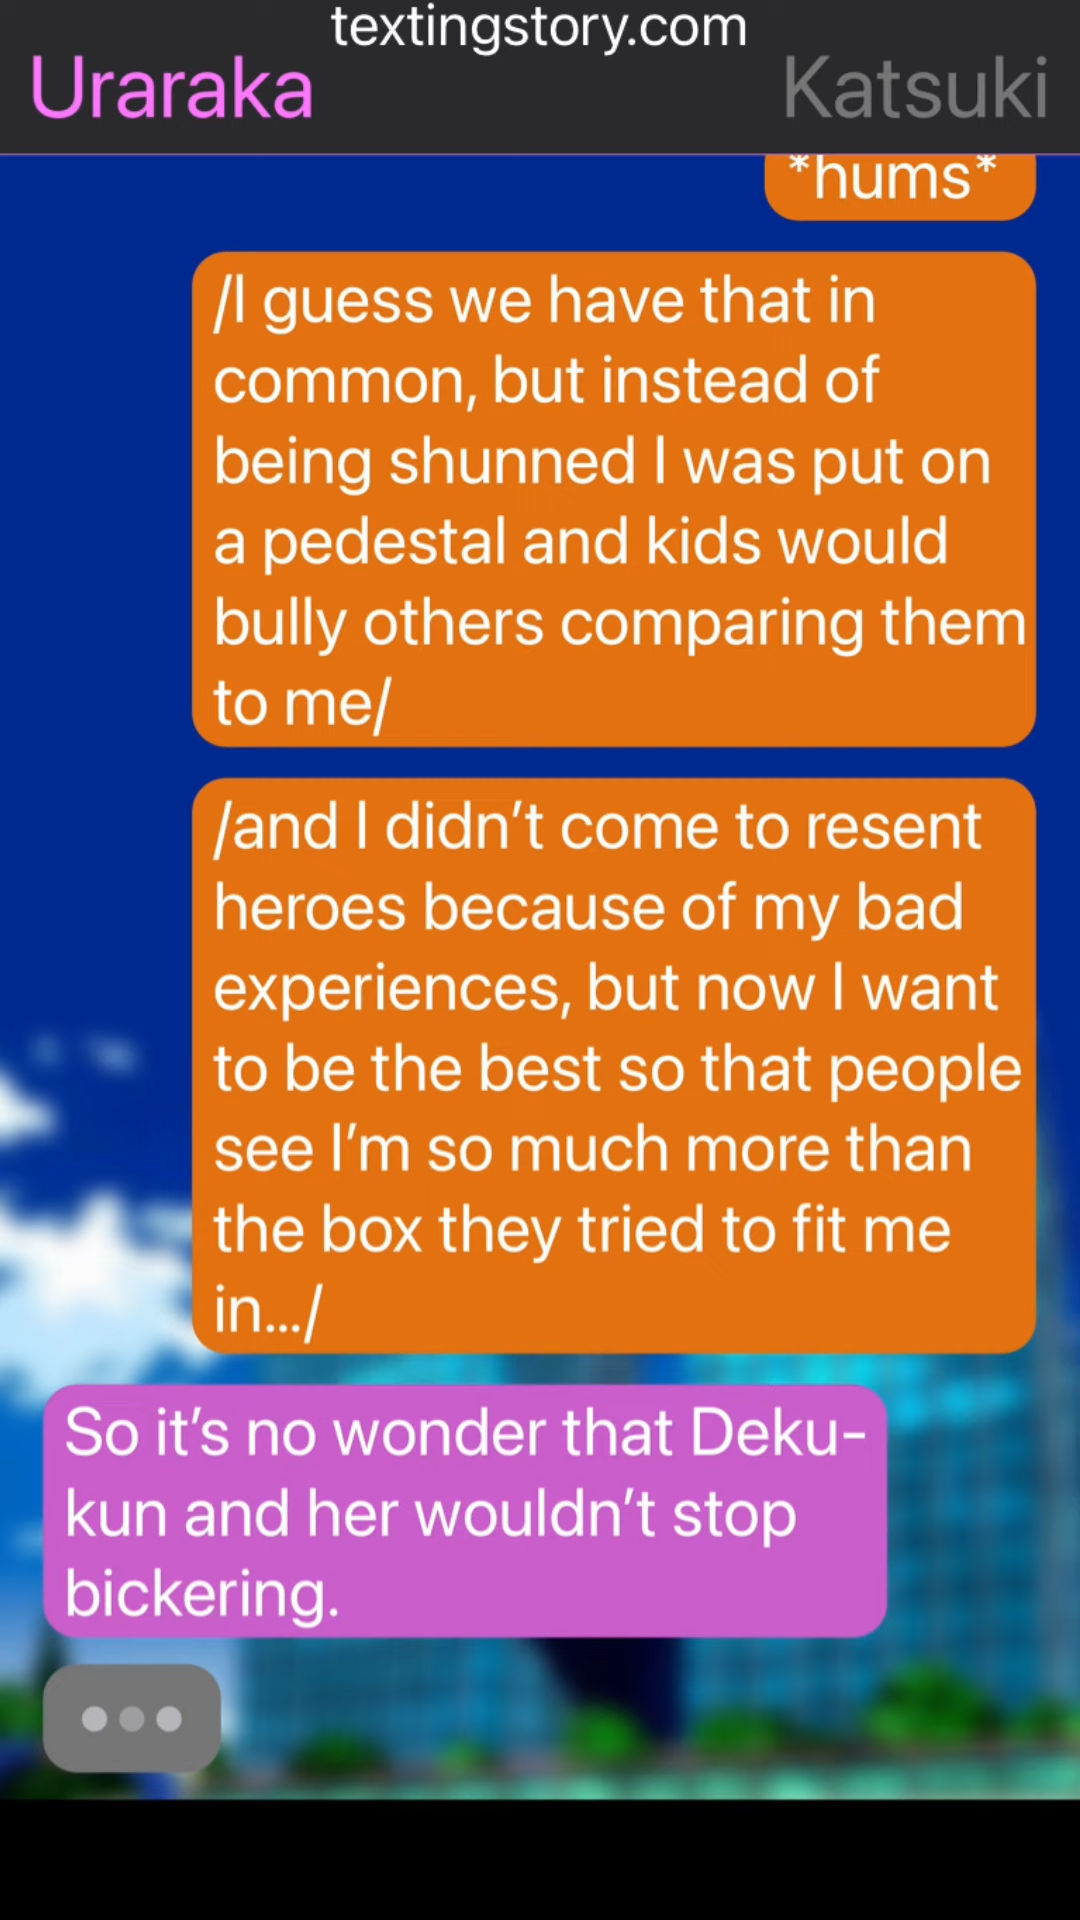 textingstory.com
Uraraka
Katsuki
*hums*
/I guess we have that in
common, but instead of
being shunned I was put on
a pedestal and kids would
bully others comparing them
to me/
/and I didn’t come to resent
heroes because of my bad
experiences, but now I want
to be the best so that people
see I’m so much more than
the box they tried to fit me
in.../
So it’s no wonder that Deku-
kun and her wouldn’t stop
bickering.